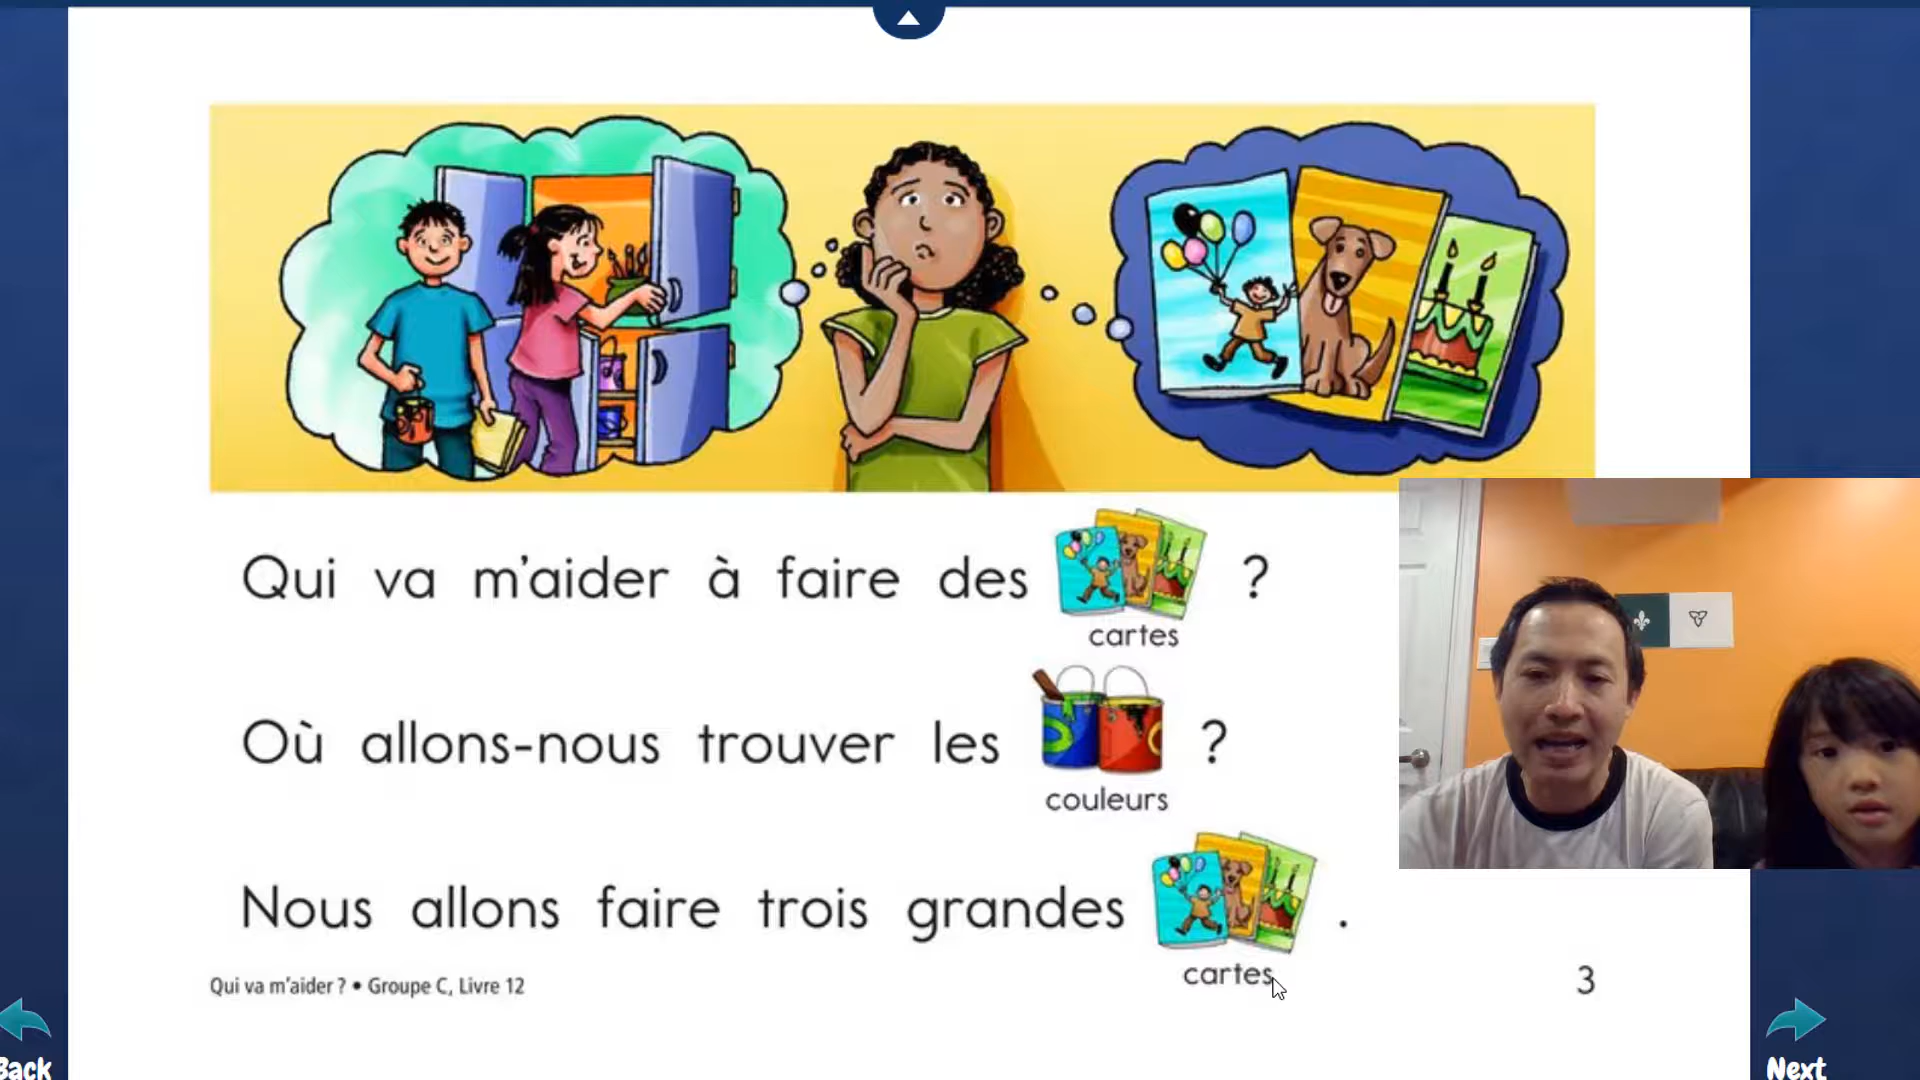 Qui va m'aider à faire des ?
cartes
Où allons-nous trouver les ?
couleurs
Nous allons faire trois grandes .
cartes
Qui va m'aider ? • Groupe C, Livre 12
3
Back
Next